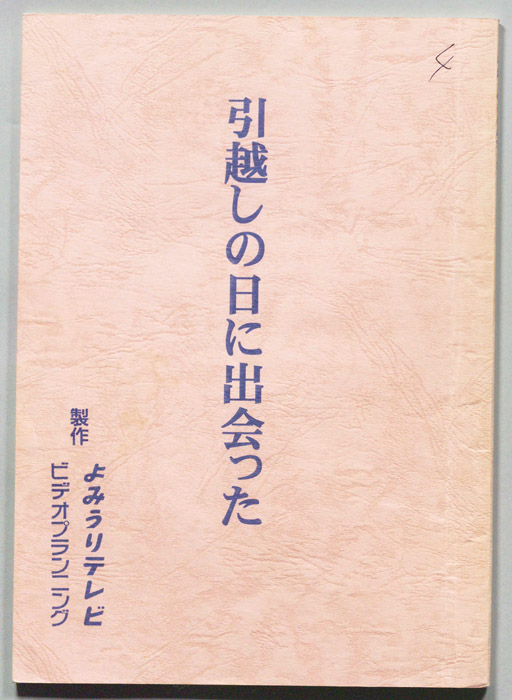 4
引越しの日に出会った
製作
よみうりテレビ
ビデオプランニング